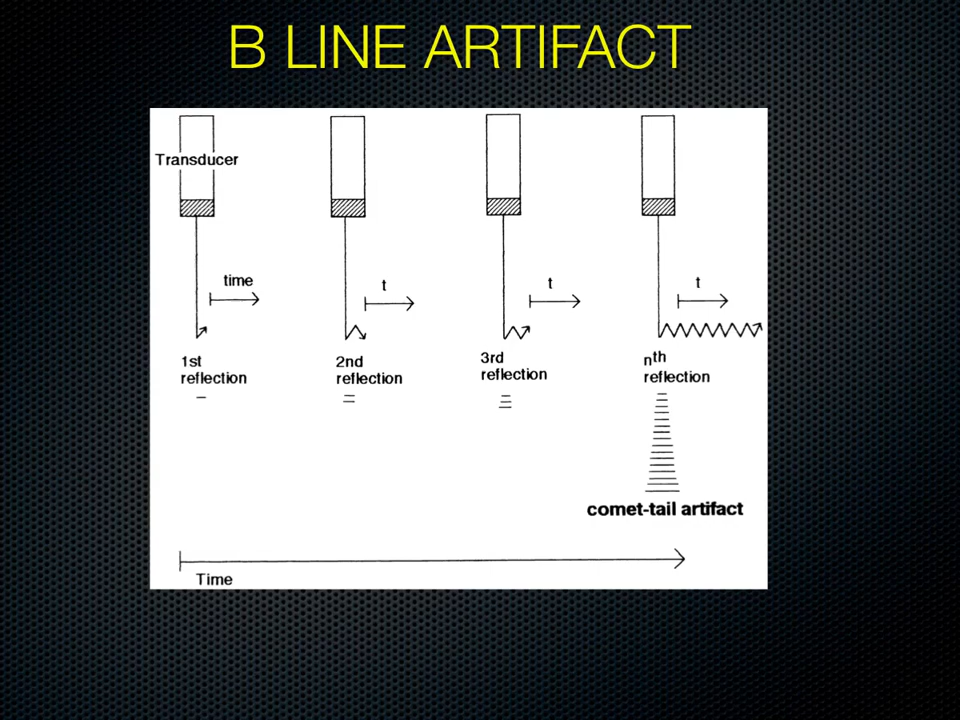 B LINE ARTIFACT
Transducer
time
t
t
t
1st
reflection
2nd
reflection
3rd
reflection
nth
reflection
comet-tail artifact
Time